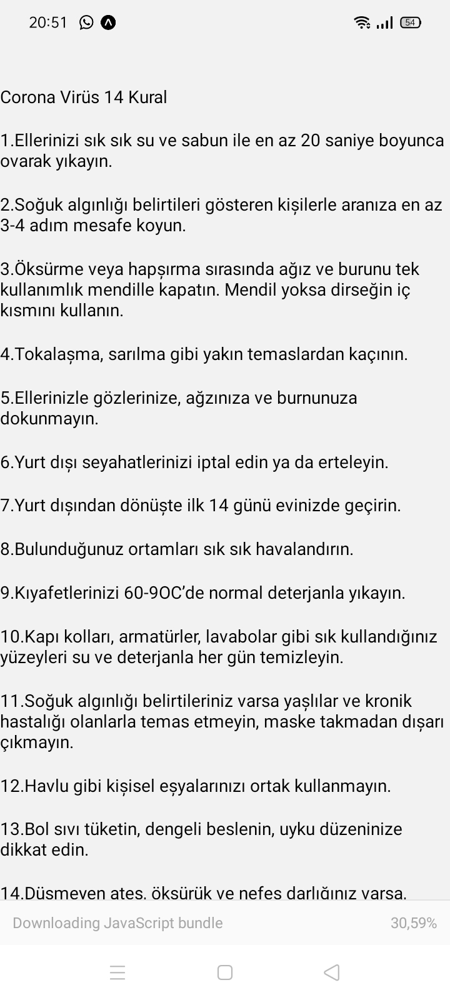 20:51
54
Corona Virüs 14 Kural
1.Ellerinizi sık sık su ve sabun ile en az 20 saniye boyunca
ovarak yıkayın.
2.Soğuk algınlığı belirtileri gösteren kişilerle aranıza en az
3-4 adım mesafe koyun.
3.Öksürme veya hapşırma sırasında ağız ve burunu tek
kullanımlık mendille kapatın. Mendil yoksa dirseğin iç
kısmını kullanın.
4.Tokalaşma, sarılma gibi yakın temaslardan kaçının.
5.Ellerinizle gözlerinize, ağzınıza ve burnunuza
dokunmayın.
6.Yurt dışı seyahatlerinizi iptal edin ya da erteleyin.
7.Yurt dışından dönüşte ilk 14 günü evinizde geçirin.
8.Bulunduğunuz ortamları sık sık havalandırın.
9.Kıyafetlerinizi 60-9OC’de normal deterjanla yıkayın.
10.Kapı kolları, armatürler, lavabolar gibi sık kullandığınız
yüzeyleri su ve deterjanla her gün temizleyin.
11.Soğuk algınlığı belirtileriniz varsa yaşlılar ve kronik
hastalığı olanlarla temas etmeyin, maske takmadan dışarı
çıkmayın.
12.Havlu gibi kişisel eşyalarınızı ortak kullanmayın.
13.Bol sıvı tüketin, dengeli beslenin, uyku düzeninize
dikkat edin.
14.Düşmeyen ateş, öksürük ve nefes darlığınız varsa,
Downloading JavaScript bundle 30,59%